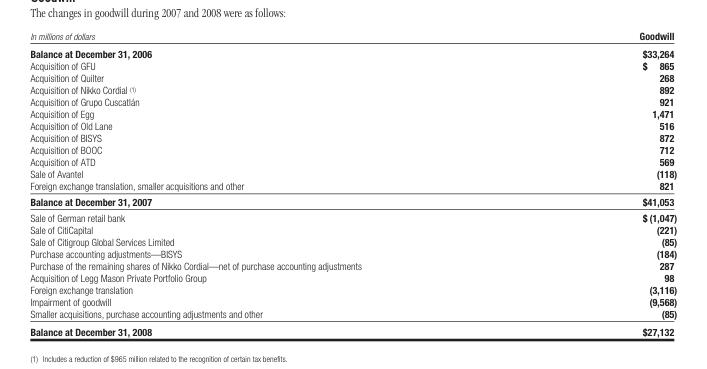 The changes in goodwill during 2007 and 2008 were as follows:
In millions of dollars Goodwill
Balance at December 31, 2006 $33,264
Acquisition of GFU $ 865
Acquisition of Quilter 268
Acquisition of Nikko Cordial (1) 892
Acquisition of Grupo Cuscatlán 921
Acquisition of Egg 1,471
Acquisition of Old Lane 516
Acquisition of BISYS 872
Acquisition of BOOC 712
Acquisition of ATD 569
Sale of Avantel (118)
Foreign exchange translation, smaller acquisitions and other 821
Balance at December 31, 2007 $41,053
Sale of German retail bank $ (1,047)
Sale of CitiCapital (221)
Sale of Citigroup Global Services Limited (85)
Purchase accounting adjustments—BISYS (184)
Purchase of the remaining shares of Nikko Cordial—net of purchase accounting adjustments 287
Acquisition of Legg Mason Private Portfolio Group 98
Foreign exchange translation (3,116)
Impairment of goodwill (9,568)
Smaller acquisitions, purchase accounting adjustments and other (85)
Balance at December 31, 2008 $27,132
(1) Includes a reduction of $965 million related to the recognition of certain tax benefits.